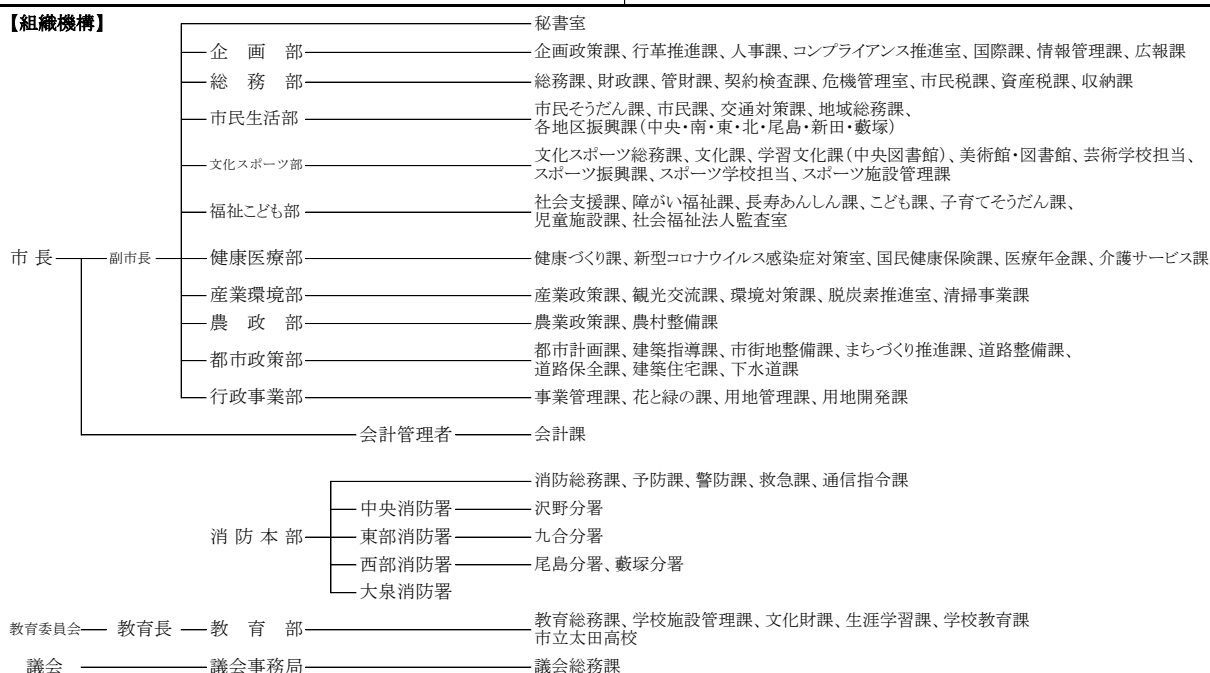 【組織機構】
秘書室
企　画　部 企画政策課、行革推進課、人事課、コンプライアンス推進室、国際課、情報管理課、広報課
総　務　部 総務課、財政課、管財課、契約検査課、危機管理室、市民税課、資産税課、収納課
市民生活部 市民そうだん課、市民課、交通対策課、地域総務課、
各地区振興課(中央・南・東・北・尾島・新田・藪塚)
文化スポーツ部 文化スポーツ総務課、文化課、学習文化課(中央図書館)、美術館・図書館、芸術学校担当、
スポーツ振興課、スポーツ学校担当、スポーツ施設管理課
福祉こども部 社会支援課、障がい福祉課、長寿あんしん課、こども課、子育てそうだん課、
児童施設課、社会福祉法人監査室
市 長 副市長 健康医療部 健康づくり課、新型コロナウイルス感染症対策室、国民健康保険課、医療年金課、介護サービス課
産業環境部 産業政策課、観光交流課、環境対策課、脱炭素推進室、清掃事業課
農　政　部 農業政策課、農村整備課
都市政策部 都市計画課、建築指導課、市街地整備課、まちづくり推進課、道路整備課、
道路保全課、建築住宅課、下水道課
行政事業部 事業管理課、花と緑の課、用地管理課、用地開発課
会計管理者 会計課
消防総務課、予防課、警防課、救急課、通信指令課
中央消防署 沢野分署
消 防 本 部 東部消防署 九合分署
西部消防署 尾島分署、藪塚分署
大泉消防署
教育委員会 教育長 教　育　部 教育総務課、学校施設管理課、文化財課、生涯学習課、学校教育課
市立太田高校
議会 議会事務局 議会総務課